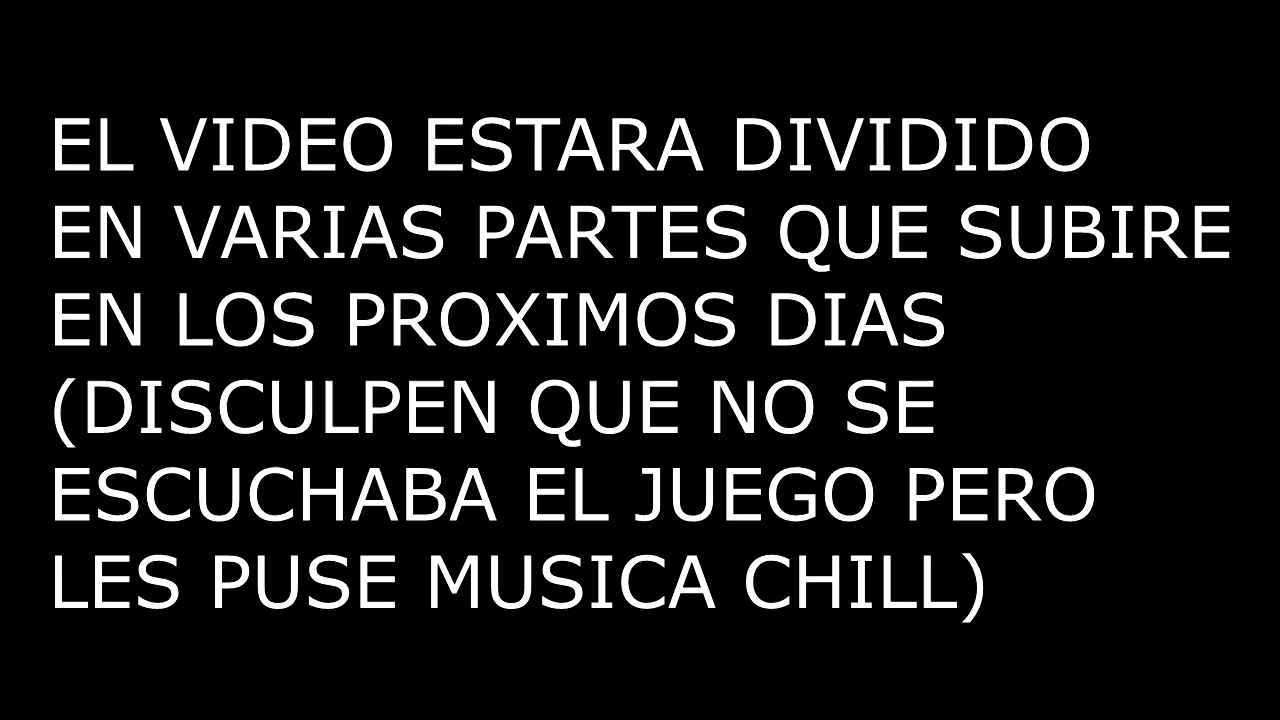 EL VIDEO ESTARA DIVIDIDO
EN VARIAS PARTES QUE SUBIRE
EN LOS PROXIMOS DIAS
(DISCULPEN QUE NO SE
ESCUCHABA EL JUEGO PERO
LES PUSE MUSICA CHILL)